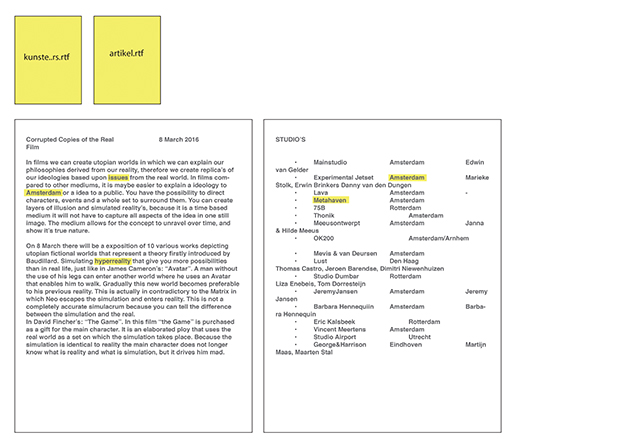 kunste..rs.rtf
artikel.rtf
Corrupted Copies of the Real 8 March 2016
Film
In films we can create utopian worlds in which we can explain our
philosophies derived from our reality, therefore we create replica's of
our ideologies based upon issues from the real world. In films com-
pared to other mediums, it is maybe easier to explain a ideology to
Amsterdam or a idea to a public. You have the possibility to direct
characters, events and a whole set to surround them. You can create
layers of illusion and simulated reality's, because it is a time based
medium it will not have to capture all aspects of the idea in one still
image. The medium allows for the concept to unravel over time, and
show it's true nature.
On 8 March there will be a exposition of 10 various works depicting
utopian fictional worlds that represent a theory firstly introduced by
Baudillard. Simulating hyperreality that give you more possibilities
than in real life, just like in James Cameron's: "Avatar". A man without
the use of his legs can enter another world where he uses an Avatar
that enables him to walk. Gradually this new world becomes preferable
to his previous reality. This is actually in contradictory to the Matrix in
which Neo escapes the simulation and enters reality. This is not a
completely accurate simulacrum because you can tell the difference
between the simulation and the real.
In David Fincher's: "The Game". In this film "the game" is purchased
as a gift for the main character. It is an elaborated ploy that uses the
real world as a set on which the simulation takes place. Because the
simulation is identical to reality the main character does not longer
know what is reality and what is simulation, but it drives him mad.
STUDIO'S
• Mainstudio Amsterdam Edwin
van Gelder
• Experimental Jetset Amsterdam Marieke
Stolk, Erwin Brinkers Danny van den Dungen
• Lava Amsterdam -
• Metahaven Amsterdam
• 75B Rotterdam
• Thonik Amsterdam
• Meeusontwerpt Amsterdam Janna
& Hilde Meeus
• OK200 Amsterdam/Arnhem
• Mevis & van Deursen Amsterdam
• Lust Den Haag
Thomas Castro, Jeroen Barendse, Dimitri Niewenhuizen
• Studio Dumbar Rotterdam
Liza Enebeis, Tom Dorresteijn
• JeremyJansen Amsterdam Jeremy
Jansen
• Barbara Hennequiin Amsterdam Barba-
ra Hennequin
• Eric Kalsbeek Rotterdam
• Vincent Meertens Amsterdam
• Studio Airport Utrecht
• George&Harrison Eindhoven Martijn
Maas, Maarten Stal